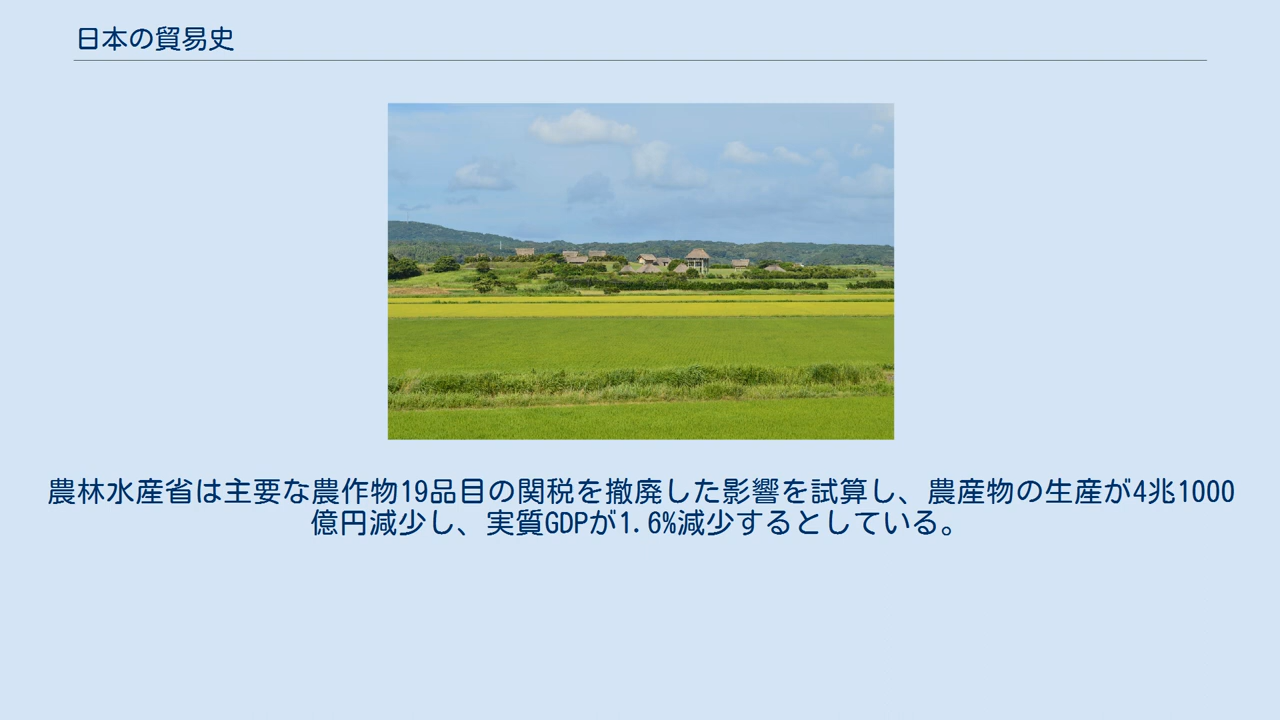 日本の貿易史
農林水産省は主要な農作物19品目の関税を撤廃した影響を試算し、農産物の生産が4兆1000
億円減少し、実質GDPが1.6%減少するとしている。